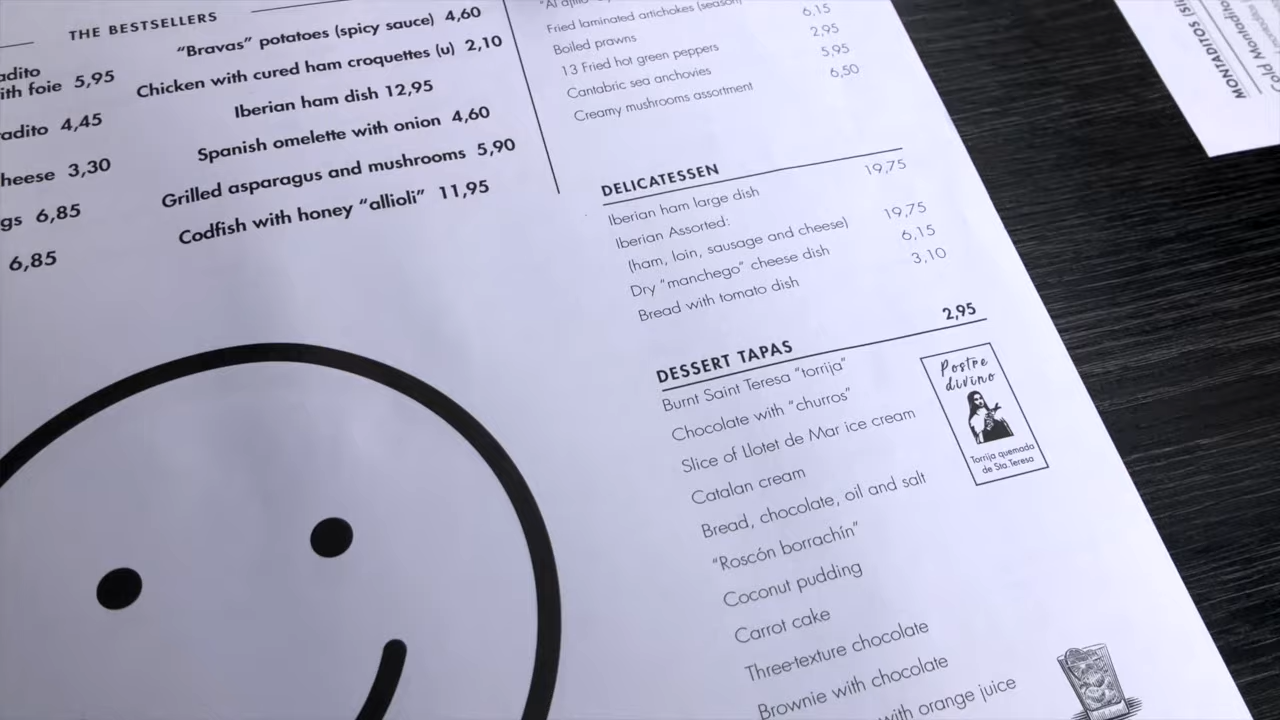 THE BESTSELLERS
adito
ith foie 5,95
adito 4,45
heese 3,30
gs 6,85
6,85
"Bravas" potatoes (spicy sauce) 4,60
Chicken with cured ham croquettes (u) 2,10
Iberian ham dish 12,95
Spanish omelette with onion 4,60
Grilled asparagus and mushrooms 5,90
Codfish with honey "allioli" 11,95
Fried laminated artichokes (season)
Boiled prawns 6,15
13 Fried hot green peppers 2,95
Cantabric sea anchovies 5,95
Creamy mushrooms assortment 6,50
DELICATESSEN
Iberian ham large dish 19,75
Iberian Assorted:
(ham, loin, sausage and cheese) 19,75
Dry "manchego" cheese dish 6,15
Bread with tomato dish 3,10
DESSERT TAPAS 2,95
Burnt Saint Teresa "torrija"
Chocolate with "churros"
Slice of Llotet de Mar ice cream
Catalan cream
Bread, chocolate, oil and salt
"Roscón borrachín"
Coconut pudding
Carrot cake
Three-texture chocolate
Brownie with chocolate
with orange juice
Postre
divino
Torrija quemada
de Sta. Teresa
MONTADITOS
old Montadito